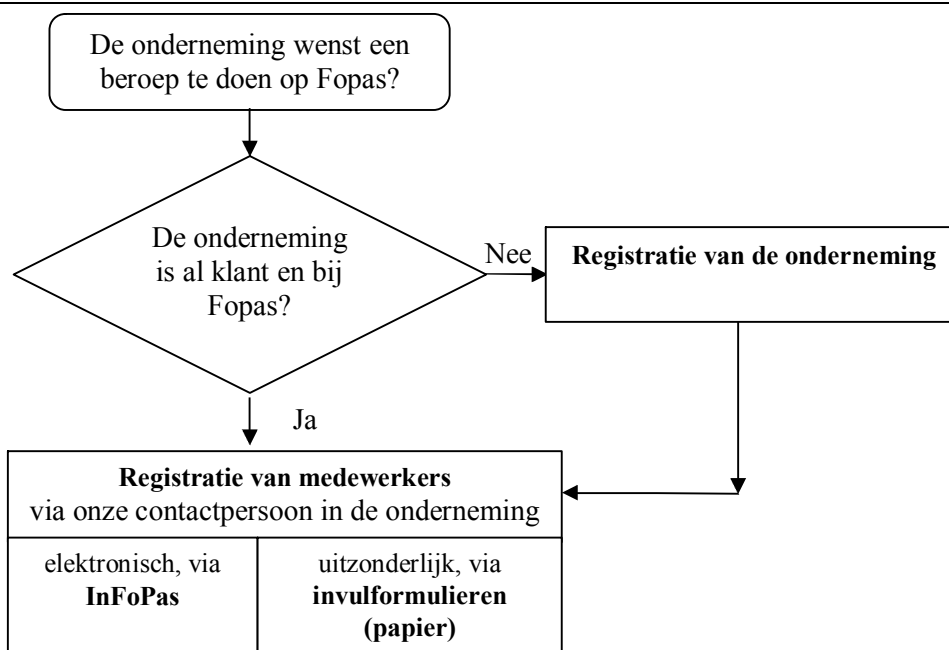 De onderneming wenst een
beroep te doen op Fopas?
De onderneming
is al klant en bij
Fopas?
Nee
Registratie van de onderneming
Ja
Registratie van medewerkers
via onze contactpersoon in de onderneming
elektronisch, via
InFoPas
uitzonderlijk, via
invulformulieren
(papier)